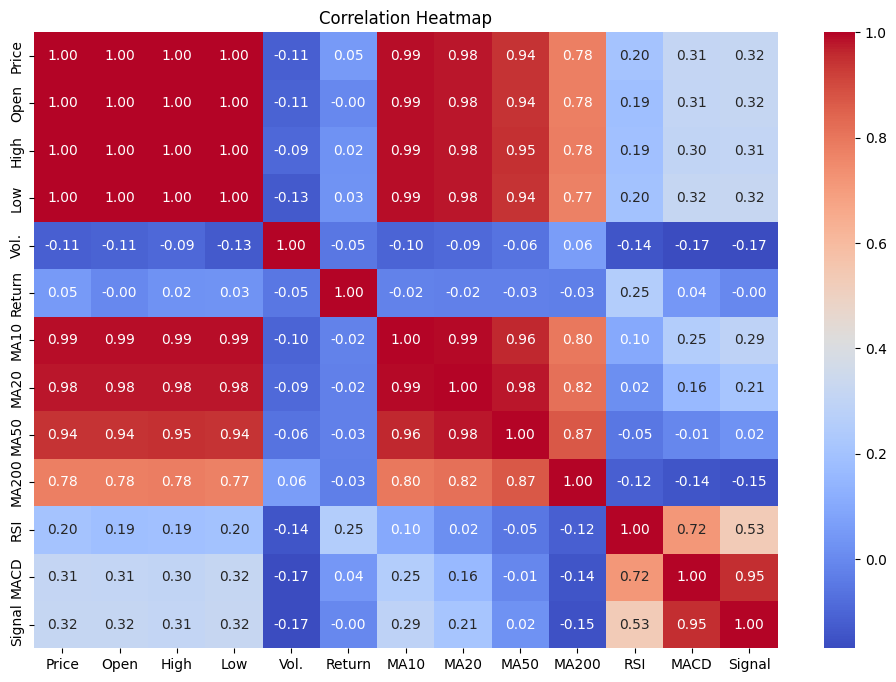 Correlation Heatmap
Price 1.00 1.00 1.00 1.00 -0.11 0.05 0.99 0.98 0.94 0.78 0.20 0.31 0.32
Open 1.00 1.00 1.00 1.00 -0.11 -0.00 0.99 0.98 0.94 0.78 0.19 0.31 0.32
High 1.00 1.00 1.00 1.00 -0.09 0.02 0.99 0.98 0.95 0.78 0.19 0.30 0.31
Low 1.00 1.00 1.00 1.00 -0.13 0.03 0.99 0.98 0.94 0.77 0.20 0.32 0.32
Vol. -0.11 -0.11 -0.09 -0.13 1.00 -0.05 -0.10 -0.09 -0.06 0.06 -0.14 -0.17 -0.17
Return 0.05 -0.00 0.02 0.03 -0.05 1.00 -0.02 -0.02 -0.03 -0.03 0.25 0.04 -0.00
MA10 0.99 0.99 0.99 0.99 -0.10 -0.02 1.00 0.99 0.96 0.80 0.10 0.25 0.29
MA20 0.98 0.98 0.98 0.98 -0.09 -0.02 0.99 1.00 0.98 0.82 0.02 0.16 0.21
MA50 0.94 0.94 0.95 0.94 -0.06 -0.03 0.96 0.98 1.00 0.87 -0.05 -0.01 0.02
MA200 0.78 0.78 0.78 0.77 0.06 -0.03 0.80 0.82 0.87 1.00 -0.12 -0.14 -0.15
RSI 0.20 0.19 0.19 0.20 -0.14 0.25 0.10 0.02 -0.05 -0.12 1.00 0.72 0.53
MACD 0.31 0.31 0.30 0.32 -0.17 0.04 0.25 0.16 -0.01 -0.14 0.72 1.00 0.95
Signal 0.32 0.32 0.31 0.32 -0.17 -0.00 0.29 0.21 0.02 -0.15 0.53 0.95 1.00
Price Open High Low Vol. Return MA10 MA20 MA50 MA200 RSI MACD Signal
1.0
0.8
0.6
0.4
0.2
0.0